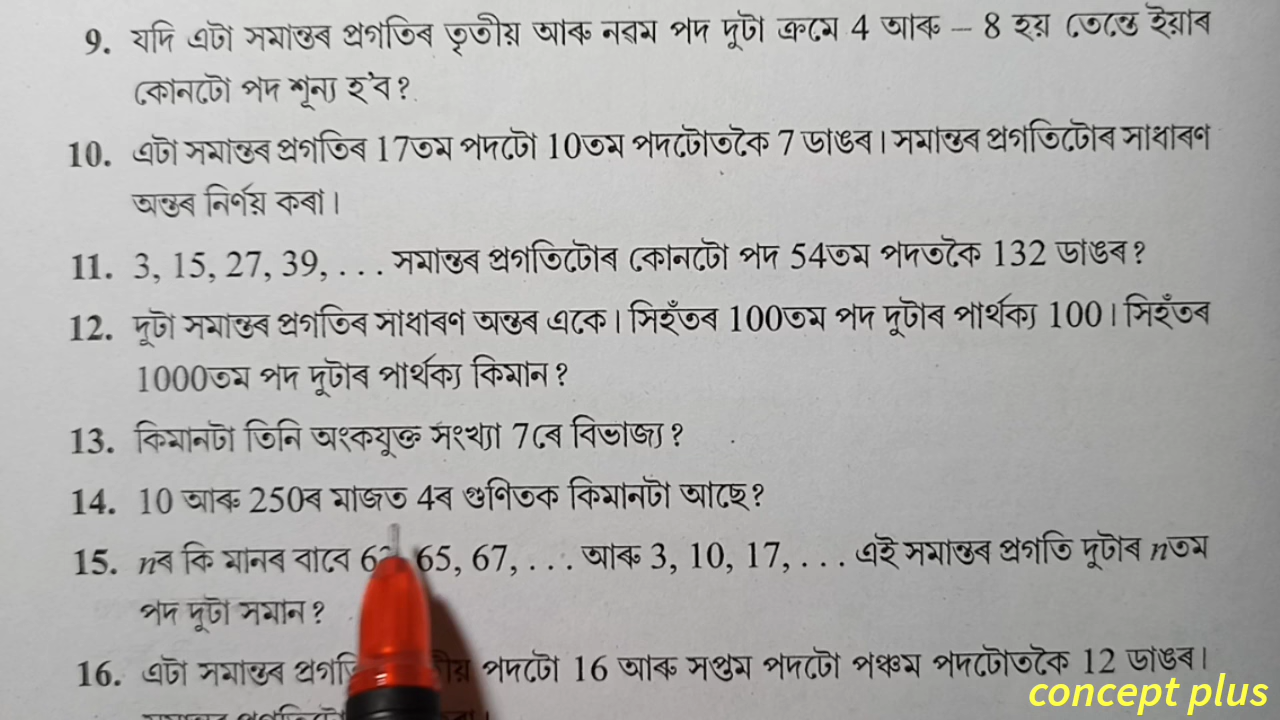 9. যদি এটা সমান্তৰ প্ৰগতিৰ তৃতীয় আৰু নৱম পদ দুটা ক্ৰমে 4 আৰু – 8 হয় তেন্তে ইয়াৰ
কোনটো পদ শূন্য হ'ব?
10. এটা সমান্তৰ প্ৰগতিৰ 17তম পদটো 10তম পদটোতকৈ 7 ডাঙৰ। সমান্তৰ প্ৰগতিটোৰ সাধাৰণ
অন্তৰ নিৰ্ণয় কৰা।
11. 3, 15, 27, 39, . . . সমান্তৰ প্ৰগতিটোৰ কোনটো পদ 54তম পদতকৈ 132 ডাঙৰ?
12. দুটা সমান্তৰ প্ৰগতিৰ সাধাৰণ অন্তৰ একে। সিহঁতৰ 100তম পদ দুটাৰ পাৰ্থক্য 100। সিহঁতৰ
1000তম পদ দুটাৰ পাৰ্থক্য কিমান?
13. কিমানটা তিনি অংকযুক্ত সংখ্যা 7ৰে বিভাজ্য?
14. 10 আৰু 250ৰ মাজত 4ৰ গুণিতক কিমানটা আছে?
15. nৰ কি মানৰ বাবে 65, 67, . . . আৰু 3, 10, 17, . . . এই সমান্তৰ প্ৰগতি দুটাৰ nতম
পদ দুটা সমান?
16. এটা সমান্তৰ পদটো 16 আৰু সপ্তম পদটো পঞ্চম পদটোতকৈ 12 ডাঙৰ।
concept plus